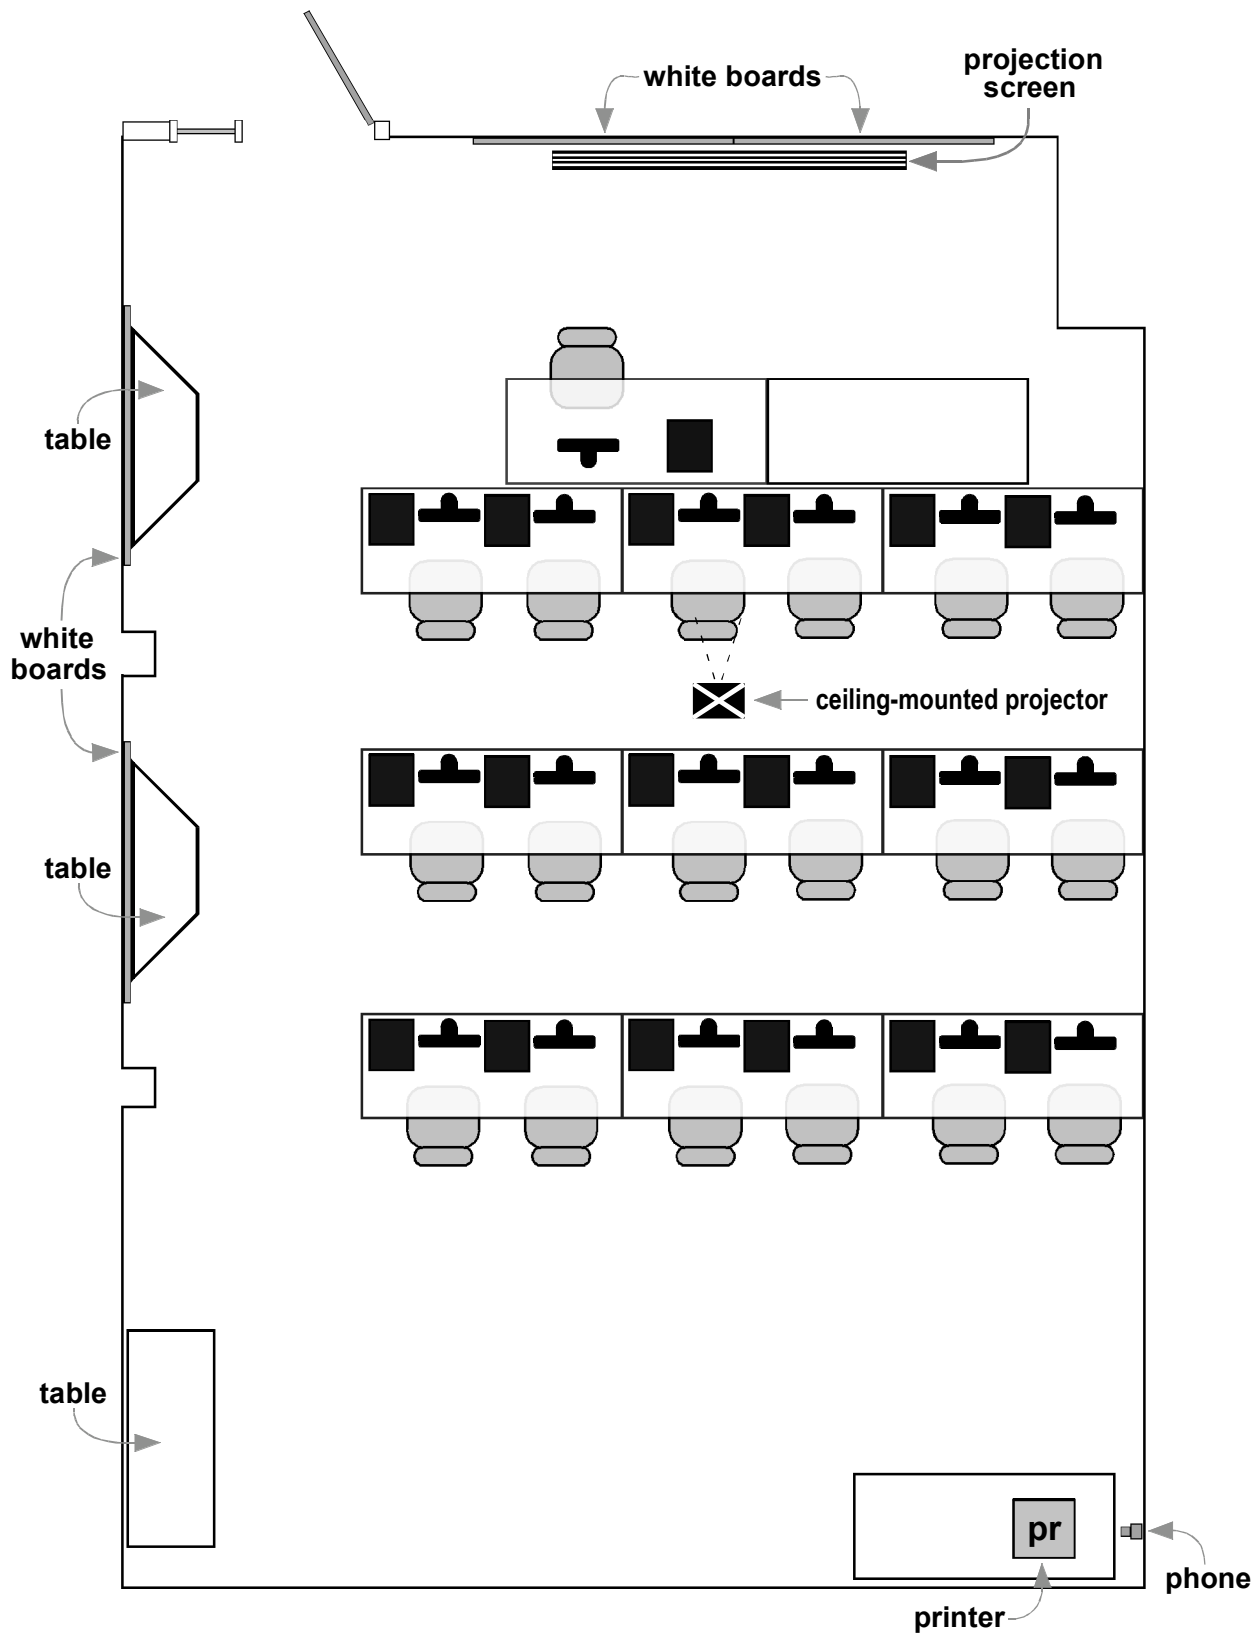 projection
screen
white boards
table
white
boards
ceiling-mounted projector
table
table
pr
phone
printer